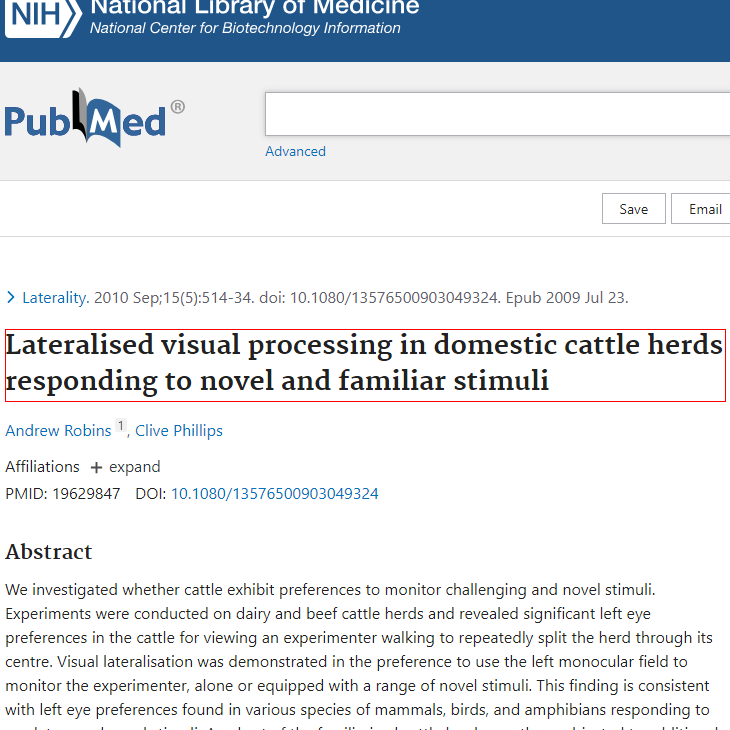 NIH National Library of Medicine
National Center for Biotechnology Information
PubMed®
Advanced
Save Email
Laterality. 2010 Sep;15(5):514-34. doi: 10.1080/13576500903049324. Epub 2009 Jul 23.
Lateralised visual processing in domestic cattle herds
responding to novel and familiar stimuli
Andrew Robins 1, Clive Phillips
Affiliations + expand
PMID: 19629847 DOI: 10.1080/13576500903049324
Abstract
We investigated whether cattle exhibit preferences to monitor challenging and novel stimuli.
Experiments were conducted on dairy and beef cattle herds and revealed significant left eye
preferences in the cattle for viewing an experimenter walking to repeatedly split the herd through its
centre. Visual lateralisation was demonstrated in the preference to use the left monocular field to
monitor the experimenter, alone or equipped with a range of novel stimuli. This finding is consistent
with left eye preferences found in various species of mammals, birds, and amphibians responding to